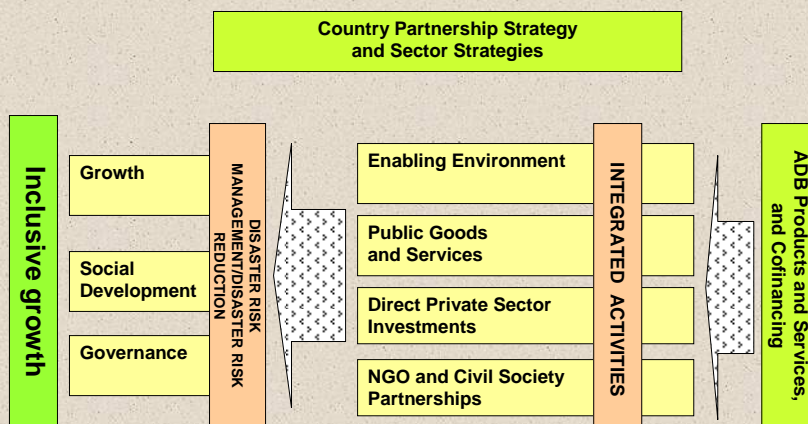 Country Partnership Strategy
and Sector Strategies
Inclusive growth
Growth
Social
Development
Governance
DISASTER RISK
MANAGEMENT/DISASTER RISK
REDUCTION
Enabling Environment
Public Goods
and Services
Direct Private Sector
Investments
NGO and Civil Society
Partnerships
INTEGRATED ACTIVITIES
ADB Products and Services,
and Cofinancing